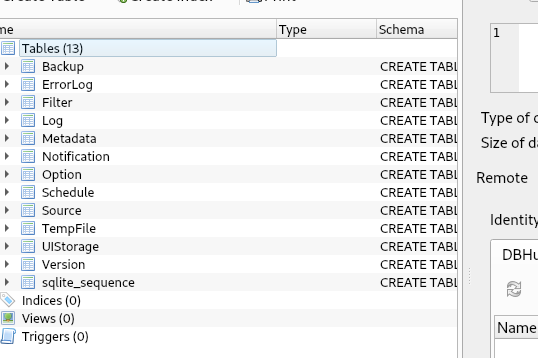 Create Table Create Index Print
me Type Schema
Tables (13)
Backup CREATE TABL
ErrorLog CREATE TABL
Filter CREATE TABL
Log CREATE TABL
Metadata CREATE TABL
Notification CREATE TABL
Option CREATE TABL
Schedule CREATE TABL
Source CREATE TABL
TempFile CREATE TABL
UIStorage CREATE TABL
Version CREATE TABL
sqlite_sequence CREATE TABL
Indices (0)
Views (0)
Triggers (0)
1
Type of
Size of da
Remote
Identity
DBHu
Name